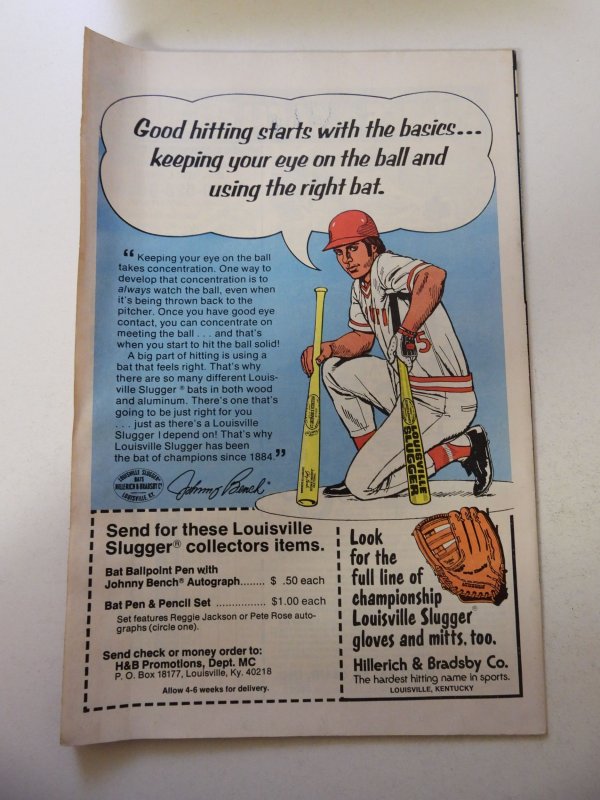 Good hitting starts with the basics...
keeping your eye on the ball and
using the right bat.
“ Keeping your eye on the ball
takes concentration. One way to
develop that concentration is to
always watch the ball, even when
it's being thrown back to the
pitcher. Once you have good eye
contact, you can concentrate on
meeting the ball . . . and that's
when you start to hit the ball solid!
A big part of hitting is using a
bat that feels right. That's why
there are so many different Louis-
ville Slugger® bats in both wood
and aluminum. There's one that's
going to be just right for you
. . . just as there's a Louisville
Slugger I depend on! That's why
Louisville Slugger has been
the bat of champions since 1884.”
LOUISVILLE SLUGGER
BATS
HILLERICH & BRADSBY Co
LOUISVILLE, KY.
Johnny Bench
5
LOUISVILLE
SLUGGER
Send for these Louisville
Slugger® collectors items.
Bat Ballpoint Pen with
Johnny Bench® Autograph........ $ .50 each
Bat Pen & Pencil Set ................ $1.00 each
Set features Reggie Jackson or Pete Rose auto-
graphs (circle one).
Send check or money order to:
H&B Promotions, Dept. MC
P. O. Box 18177, Louisville, Ky. 40218
Allow 4-6 weeks for delivery.
Look
for the
full line of
championship
Louisville Slugger®
gloves and mitts, too.
Hillerich & Bradsby Co.
The hardest hitting name in sports.
LOUISVILLE, KENTUCKY